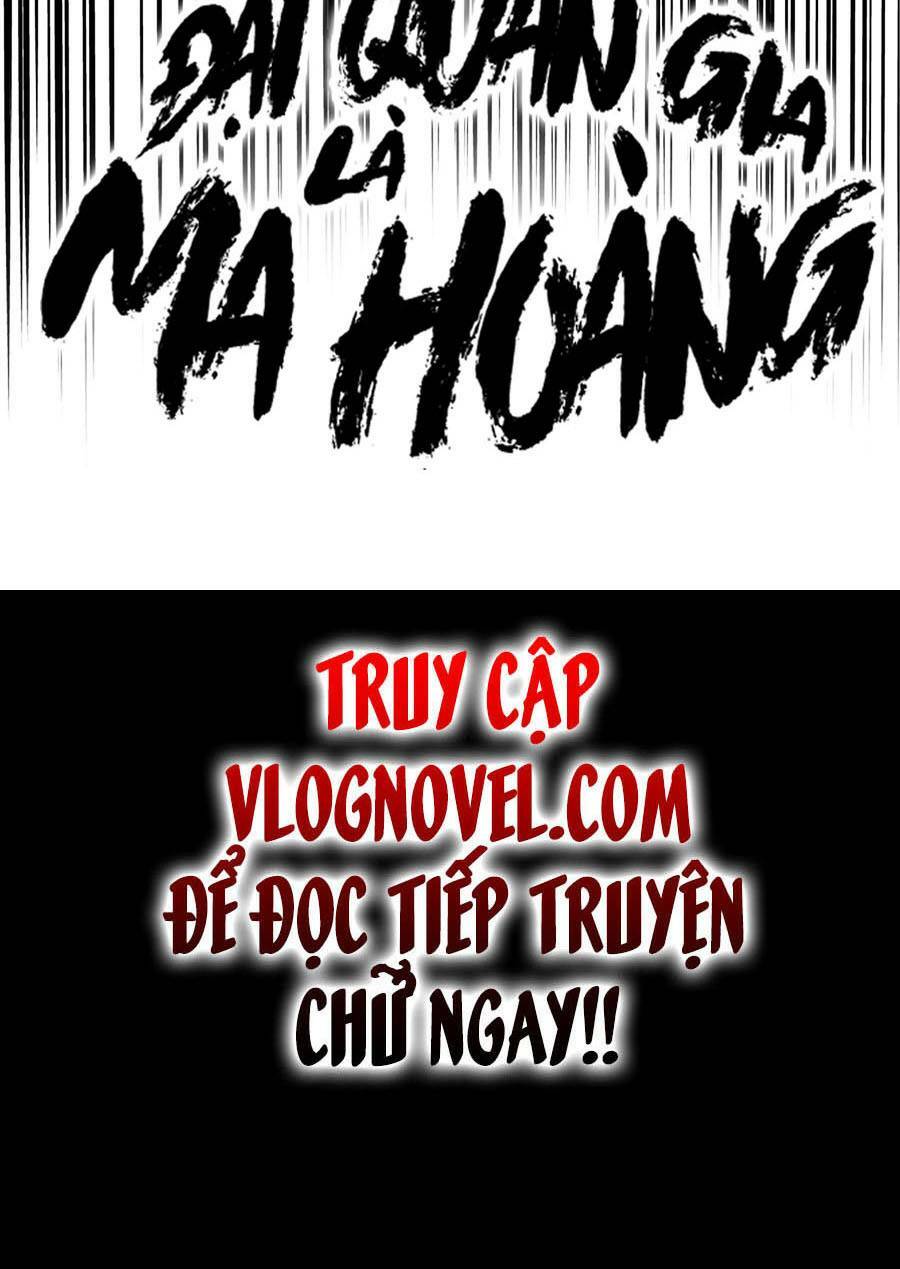 ĐẠI QUẢN GIA
LÀ
MA HOÀNG
TRUY CẬP
VLOGNOVEL.COM
ĐỂ ĐỌC TIẾP TRUYỆN
CHỮ NGAY!!